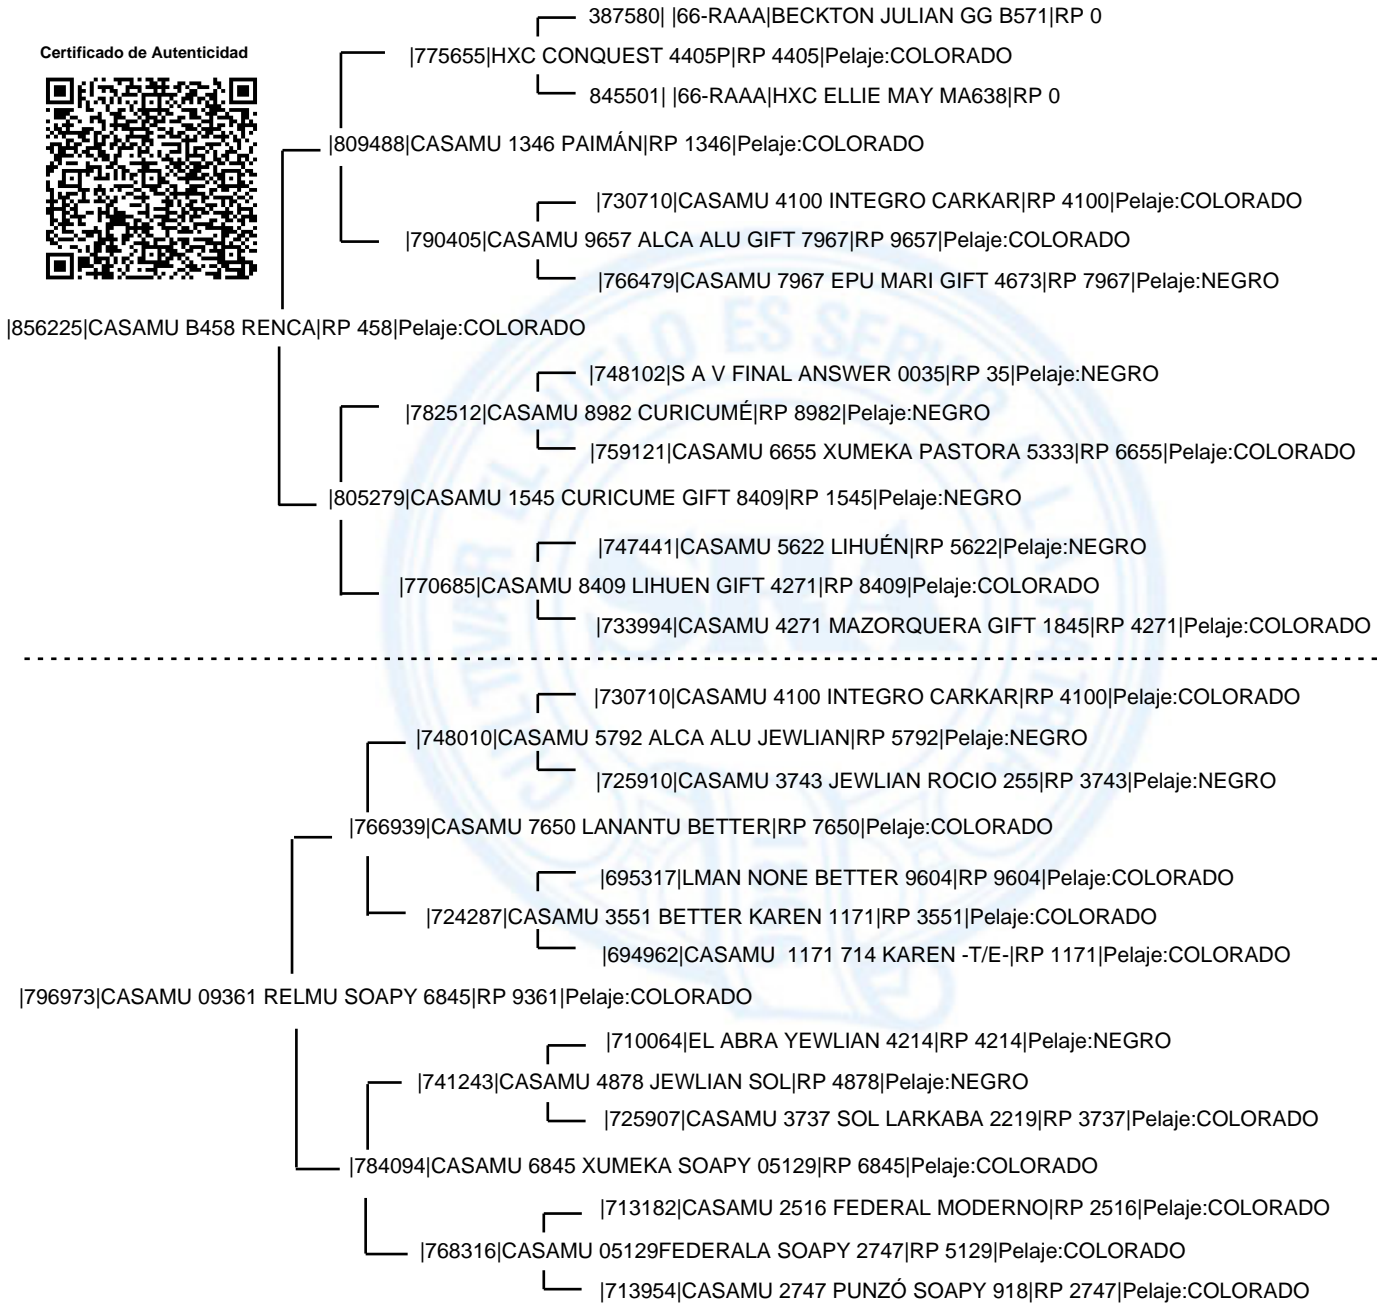 387580| |66-RAAA|BECKTON JULIAN GG B571|RP 0
Certificado de Autenticidad
|775655|HXC CONQUEST 4405P|RP 4405|Pelaje:COLORADO
845501| |66-RAAA|HXC ELLIE MAY MA638|RP 0
|809488|CASAMU 1346 PAIMÁN|RP 1346|Pelaje:COLORADO
|730710|CASAMU 4100 INTEGRO CARKAR|RP 4100|Pelaje:COLORADO
|790405|CASAMU 9657 ALCA ALU GIFT 7967|RP 9657|Pelaje:COLORADO
|766479|CASAMU 7967 EPU MARI GIFT 4673|RP 7967|Pelaje:NEGRO
|856225|CASAMU B458 RENCA|RP 458|Pelaje:COLORADO
|748102|S A V FINAL ANSWER 0035|RP 35|Pelaje:NEGRO
|782512|CASAMU 8982 CURICUMÉ|RP 8982|Pelaje:NEGRO
|759121|CASAMU 6655 XUMEKA PASTORA 5333|RP 6655|Pelaje:COLORADO
|805279|CASAMU 1545 CURICUME GIFT 8409|RP 1545|Pelaje:NEGRO
|747441|CASAMU 5622 LIHUÉN|RP 5622|Pelaje:NEGRO
|770685|CASAMU 8409 LIHUEN GIFT 4271|RP 8409|Pelaje:COLORADO
|733994|CASAMU 4271 MAZORQUERA GIFT 1845|RP 4271|Pelaje:COLORADO
|730710|CASAMU 4100 INTEGRO CARKAR|RP 4100|Pelaje:COLORADO
|748010|CASAMU 5792 ALCA ALU JEWLIAN|RP 5792|Pelaje:NEGRO
|725910|CASAMU 3743 JEWLIAN ROCIO 255|RP 3743|Pelaje:NEGRO
|766939|CASAMU 7650 LANANTU BETTER|RP 7650|Pelaje:COLORADO
|695317|LMAN NONE BETTER 9604|RP 9604|Pelaje:COLORADO
|724287|CASAMU 3551 BETTER KAREN 1171|RP 3551|Pelaje:COLORADO
|694962|CASAMU  1171 714 KAREN -T/E-|RP 1171|Pelaje:COLORADO
|796973|CASAMU 09361 RELMU SOAPY 6845|RP 9361|Pelaje:COLORADO
|710064|EL ABRA YEWLIAN 4214|RP 4214|Pelaje:NEGRO
|741243|CASAMU 4878 JEWLIAN SOL|RP 4878|Pelaje:NEGRO
|725907|CASAMU 3737 SOL LARKABA 2219|RP 3737|Pelaje:COLORADO
|784094|CASAMU 6845 XUMEKA SOAPY 05129|RP 6845|Pelaje:COLORADO
|713182|CASAMU 2516 FEDERAL MODERNO|RP 2516|Pelaje:COLORADO
|768316|CASAMU 05129FEDERALA SOAPY 2747|RP 5129|Pelaje:COLORADO
|713954|CASAMU 2747 PUNZÓ SOAPY 918|RP 2747|Pelaje:COLORADO
CULTIVAR EL SUELO ES SERVIR A LA PATRIA
SRA
1866